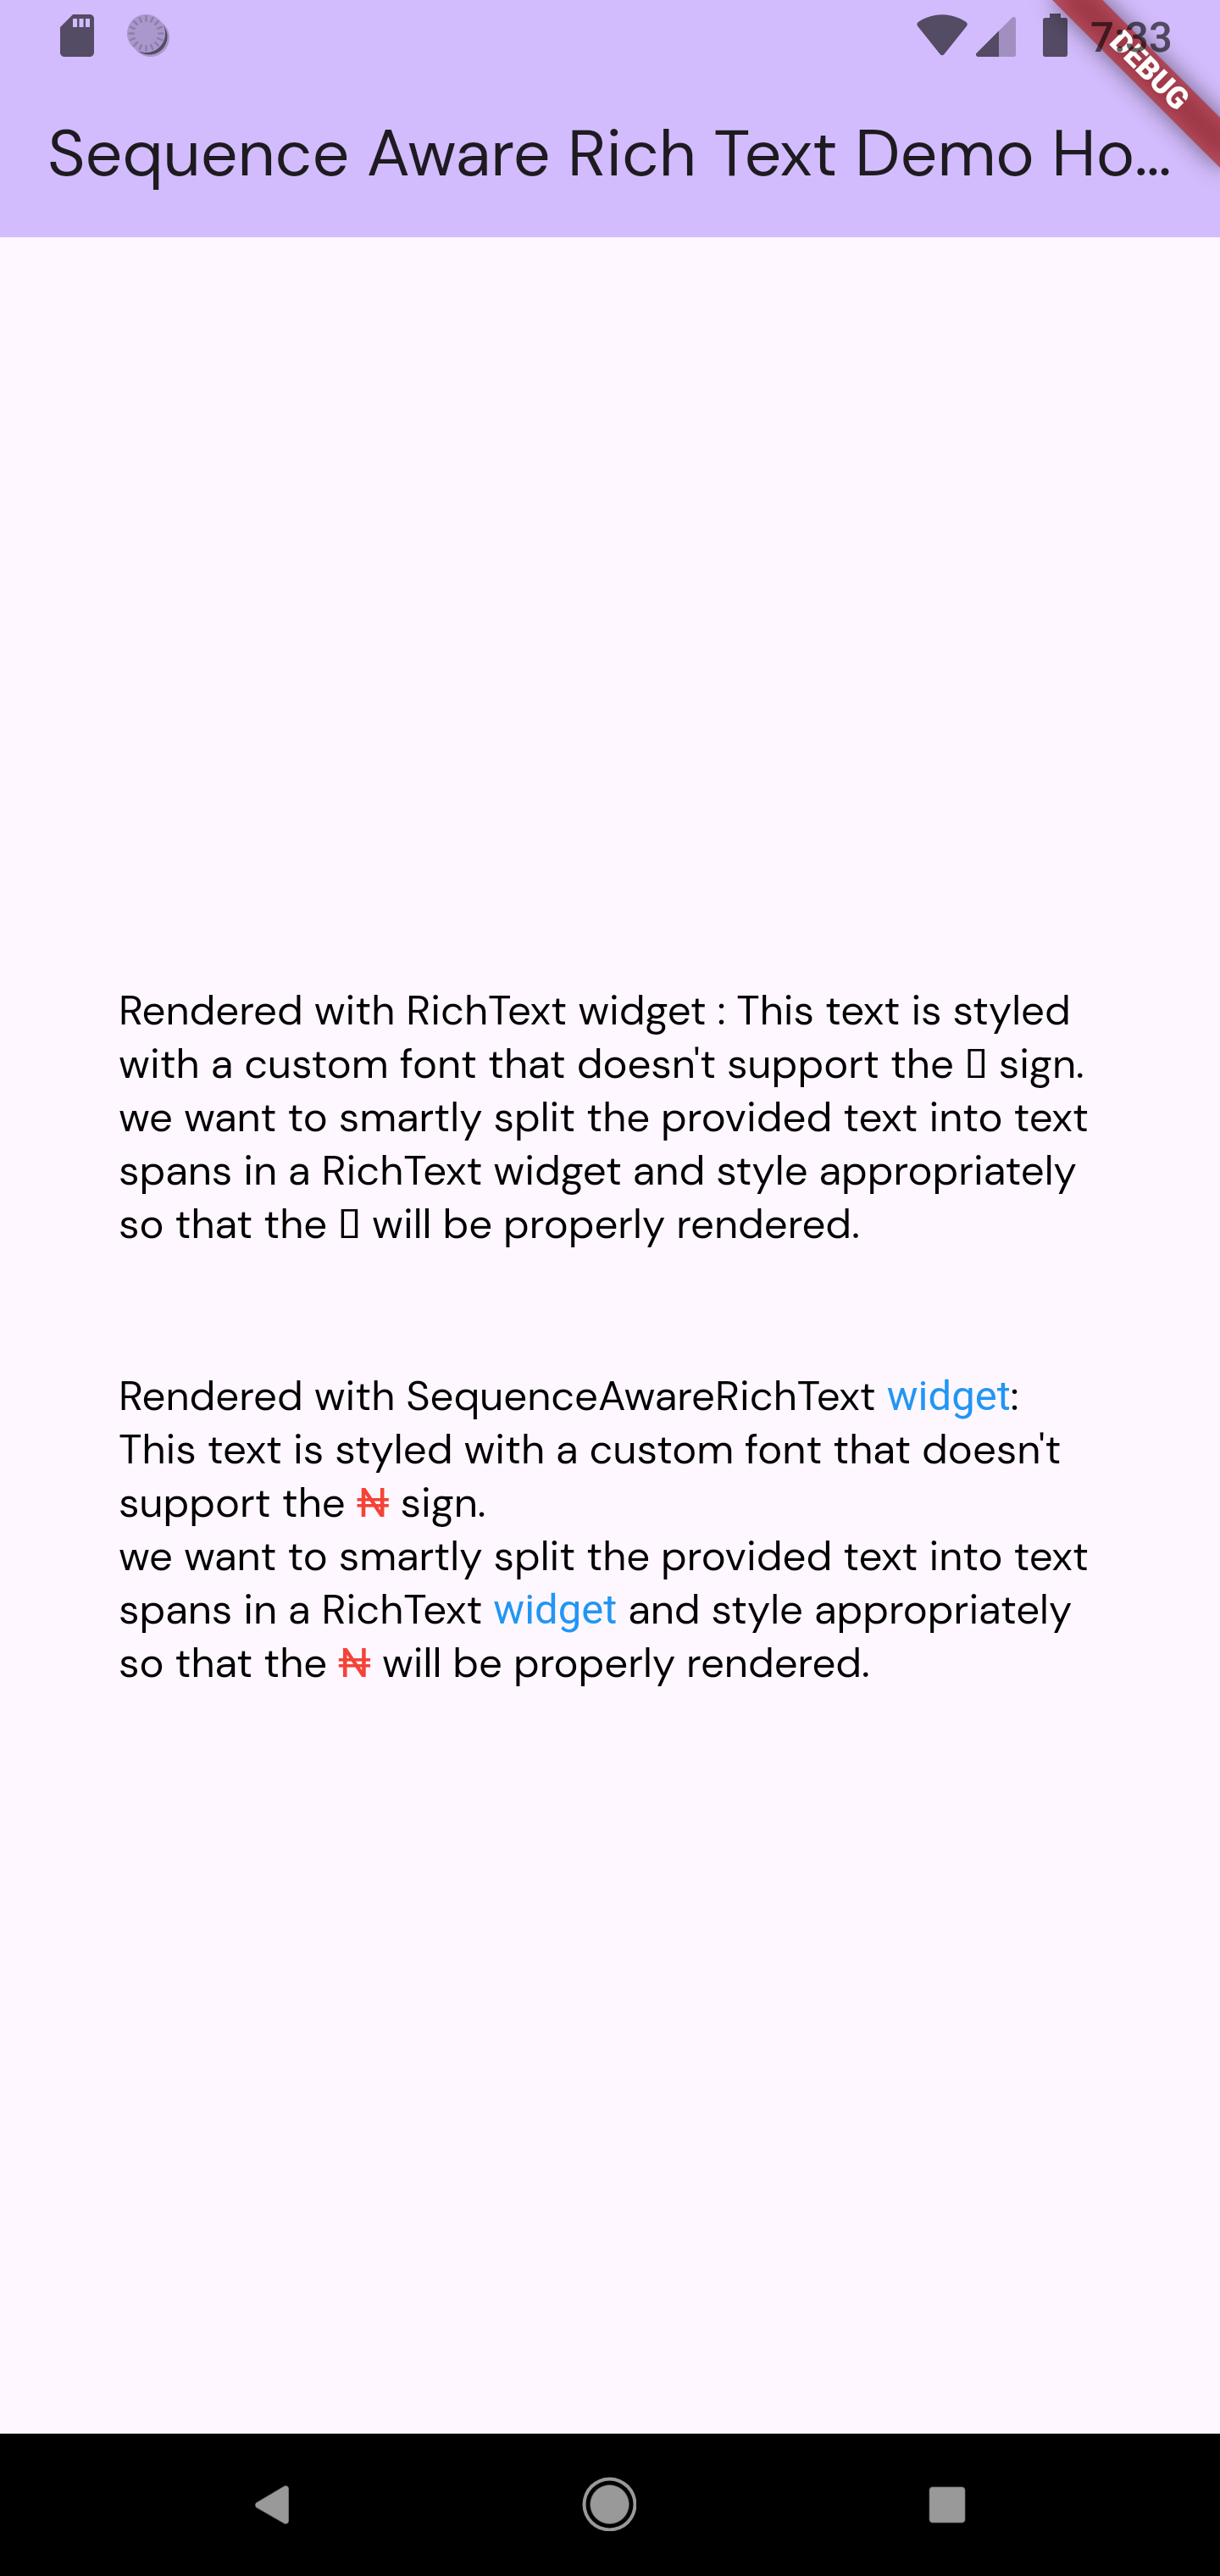 7:33
DEBUG
Sequence Aware Rich Text Demo Ho...
Rendered with RichText widget : This text is styled
with a custom font that doesn't support the ▯ sign.
we want to smartly split the provided text into text
spans in a RichText widget and style appropriately
so that the ▯ will be properly rendered.
Rendered with SequenceAwareRichText widget:
This text is styled with a custom font that doesn't
support the ₦ sign.
we want to smartly split the provided text into text
spans in a RichText widget and style appropriately
so that the ₦ will be properly rendered.